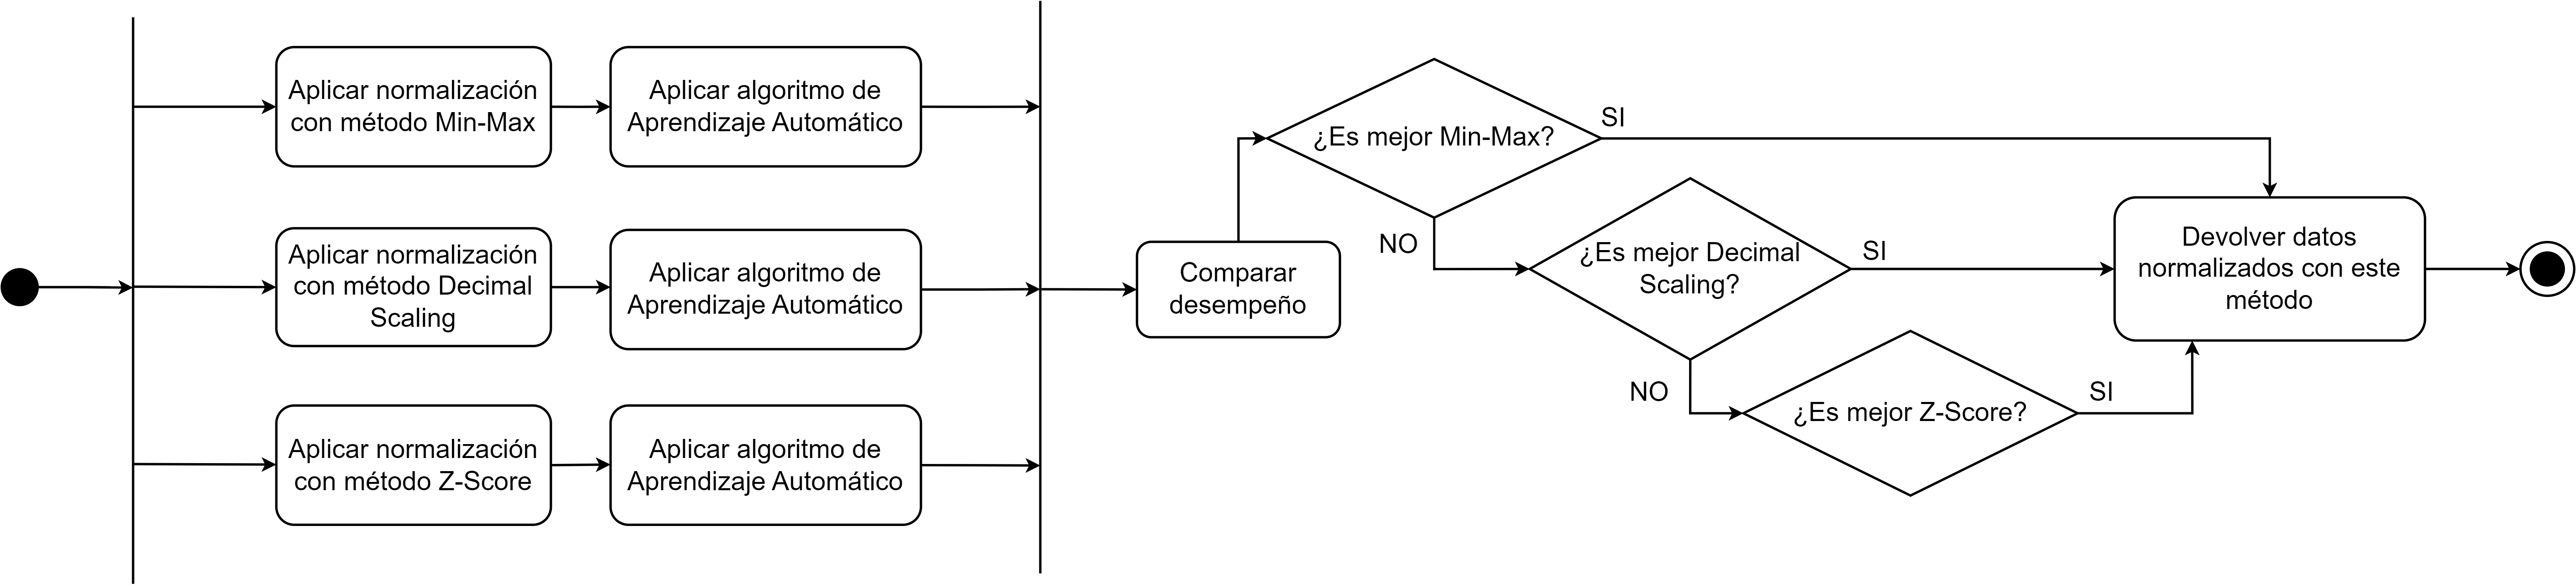 Aplicar normalización
con método Min-Max
Aplicar algoritmo de
Aprendizaje Automático
Aplicar normalización
con método Decimal
Scaling
Aplicar algoritmo de
Aprendizaje Automático
Aplicar normalización
con método Z-Score
Aplicar algoritmo de
Aprendizaje Automático
Comparar
desempeño
¿Es mejor Min-Max?
SI
NO
¿Es mejor Decimal
Scaling?
SI
NO
¿Es mejor Z-Score?
SI
Devolver datos
normalizados con este
método